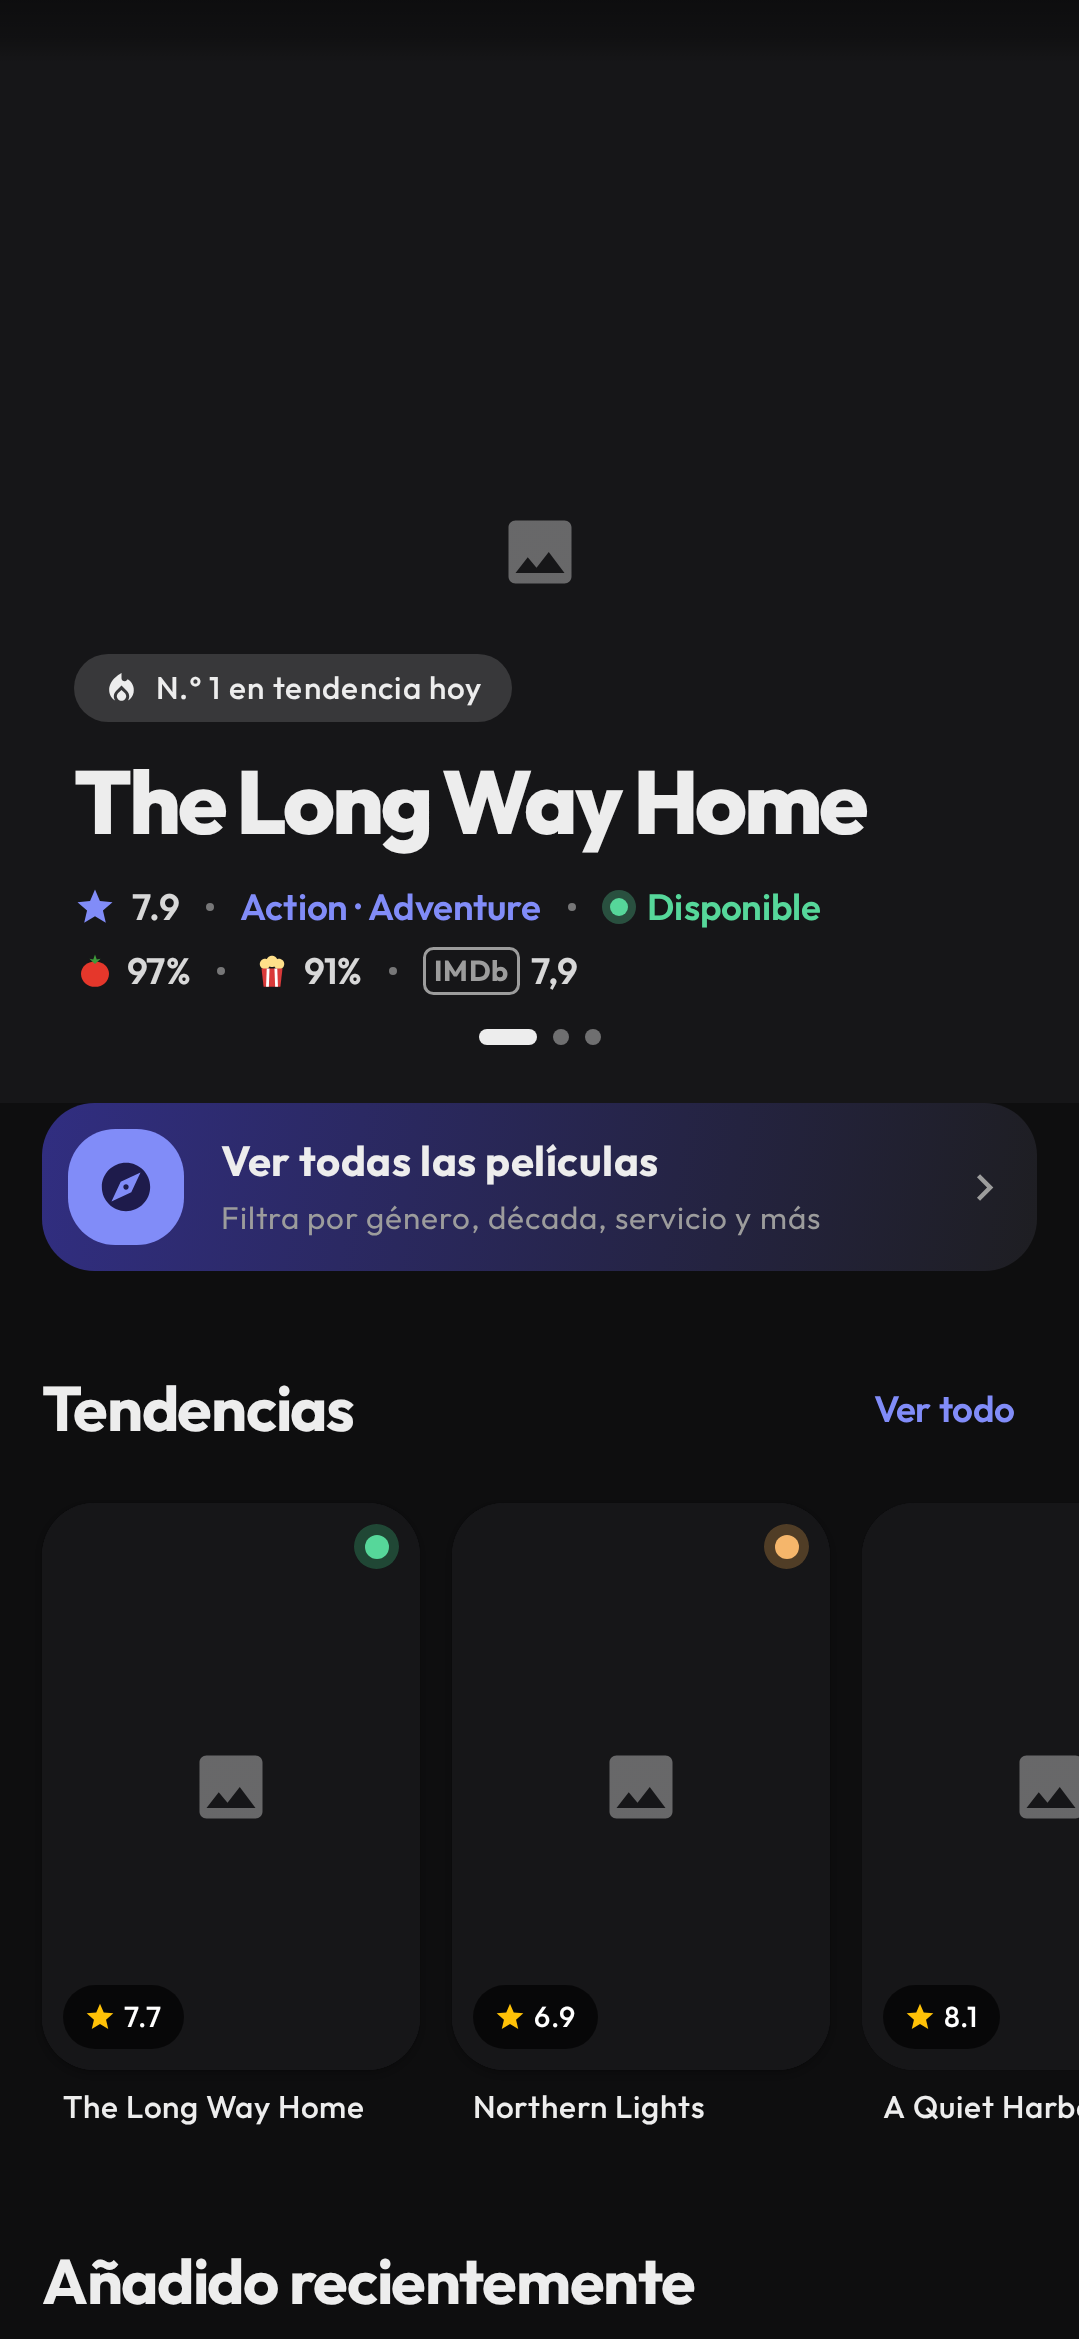 N.º 1 en tendencia hoy
The Long Way Home
7.9 • Action · Adventure • Disponible
97% • 91% • IMDb 7,9
Ver todas las películas
Filtra por género, década, servicio y más
Tendencias
Ver todo
7.7
6.9
8.1
The Long Way Home
Northern Lights
A Quiet
Añadido recientemente